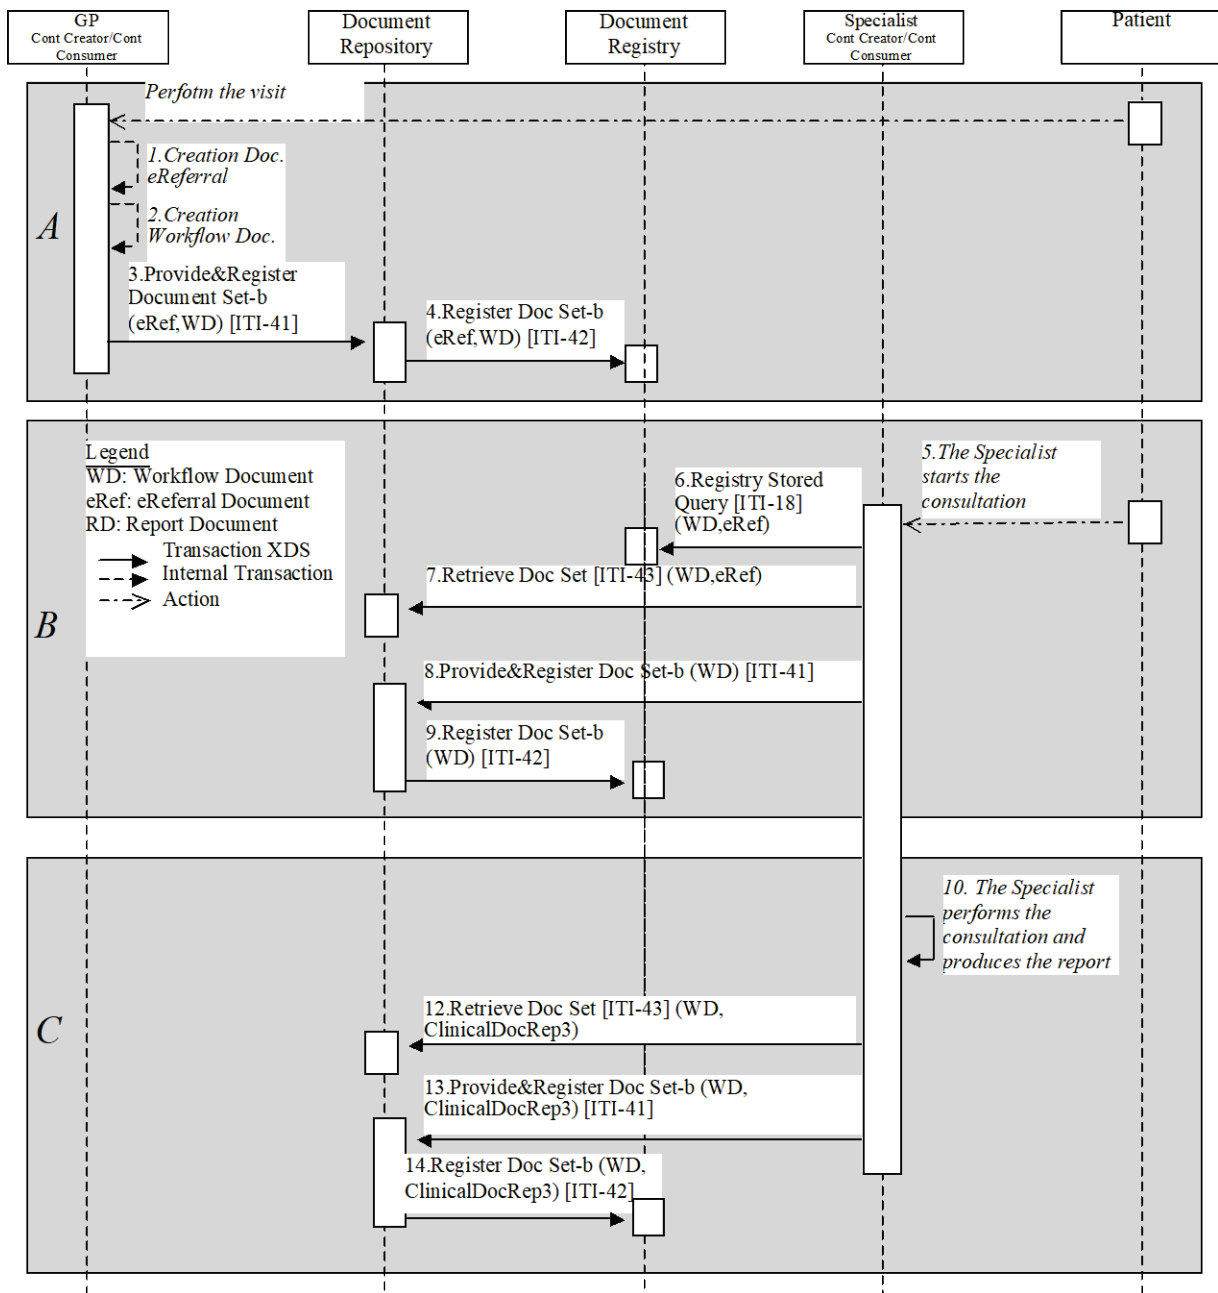 GP
Cont Creator/Cont
Consumer
Document
Repository
Document
Registry
Specialist
Cont Creator/Cont
Consumer
Patient
A
Perfotm the visit
1.Creation Doc.
eReferral
2.Creation
Workflow Doc.
3.Provide&Register
Document Set-b
(eRef,WD) [ITI-41]
4.Register Doc Set-b
(eRef,WD) [ITI-42]
B
Legend
WD: Workflow Document
eRef: eReferral Document
RD: Report Document
Transaction XDS
Internal Transaction
Action
5.The Specialist
starts the
consultation
6.Registry Stored
Query [ITI-18]
(WD,eRef)
7.Retrieve Doc Set [ITI-43] (WD,eRef)
8.Provide&Register Doc Set-b (WD) [ITI-41]
9.Register Doc Set-b
(WD) [ITI-42]
C
10. The Specialist
performs the
consultation and
produces the report
12.Retrieve Doc Set [ITI-43] (WD,
ClinicalDocRep3)
13.Provide&Register Doc Set-b (WD,
ClinicalDocRep3) [ITI-41]
14.Register Doc Set-b (WD,
ClinicalDocRep3) [ITI-42]